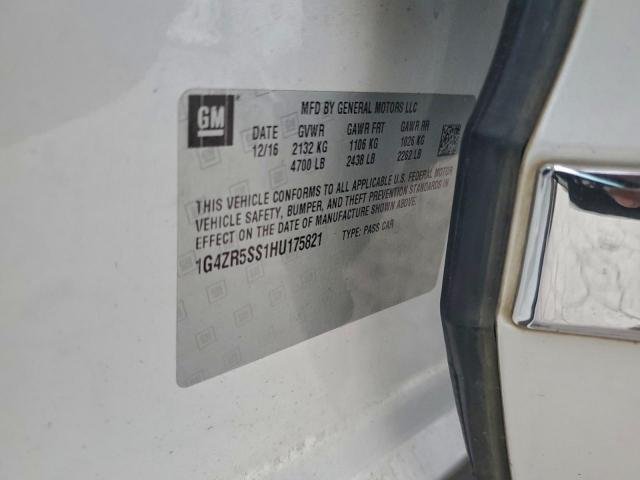 GM
MFD BY GENERAL MOTORS LLC
DATE GVWR GAWR FRT GAWR RR
12/16 2132 KG 1106 KG 1026 KG
4700 LB 2438 LB 2262 LB
THIS VEHICLE CONFORMS TO ALL APPLICABLE U.S. FEDERAL MOTOR
VEHICLE SAFETY, BUMPER, AND THEFT PREVENTION STANDARDS IN
EFFECT ON THE DATE OF MANUFACTURE SHOWN ABOVE.
1G4ZR5SS1HU175821 TYPE: PASS CAR